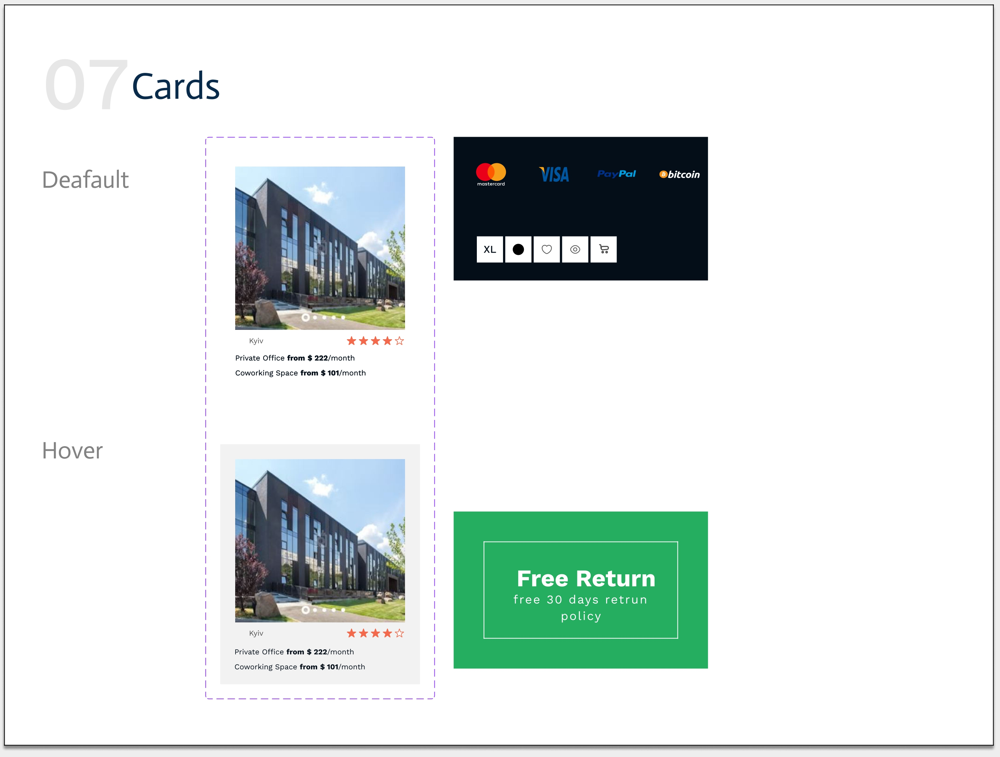 07 Cards
Deafault
mastercard
VISA
PayPal
bitcoin
XL
Kyiv
Private Office from $ 222/month
Coworking Space from $ 101/month
Hover
Kyiv
Private Office from $ 222/month
Coworking Space from $ 101/month
Free Return
free 30 days retrun
policy